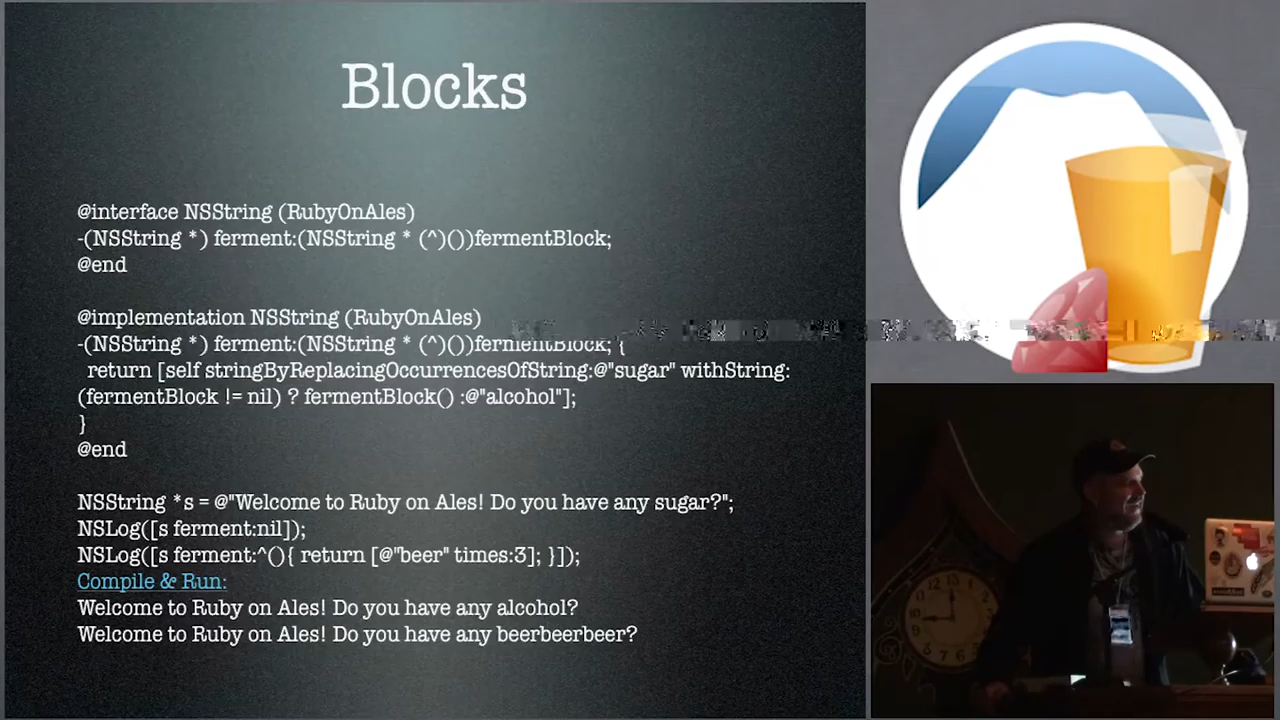 Blocks
@interface NSString (RubyOnAles)
-(NSString *) ferment:(NSString * (^)())fermentBlock;
@end
@implementation NSString (RubyOnAles)
-(NSString *) ferment:(NSString * (^)())fermentBlock; {
return [self stringByReplacingOccurrencesOfString:@"sugar" withString:
(fermentBlock != nil) ? fermentBlock() :@"alcohol"];
}
@end
NSString *s = @"Welcome to Ruby on Ales! Do you have any sugar?";
NSLog([s ferment:nil]);
NSLog([s ferment:^(){ return [@"beer" times:3]; }]);
Compile & Run:
Welcome to Ruby on Ales! Do you have any alcohol?
Welcome to Ruby on Ales! Do you have any beerbeerbeer?